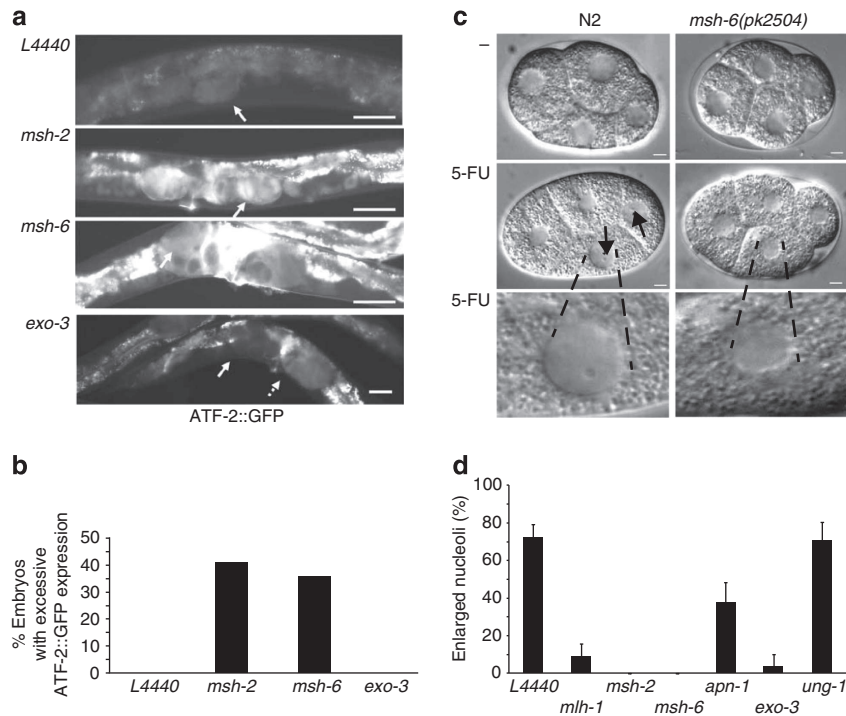 a
L4440
msh-2
msh-6
exo-3
ATF-2::GFP
c
N2
msh-6(pk2504)
–
5-FU
5-FU
b
% Embryos
with excessive
ATF-2::GFP expression
50
40
30
20
10
0
L4440
msh-2
msh-6
exo-3
d
Enlarged nucleoli (%)
100
80
60
40
20
0
L4440
mlh-1
msh-2
msh-6
apn-1
exo-3
ung-1